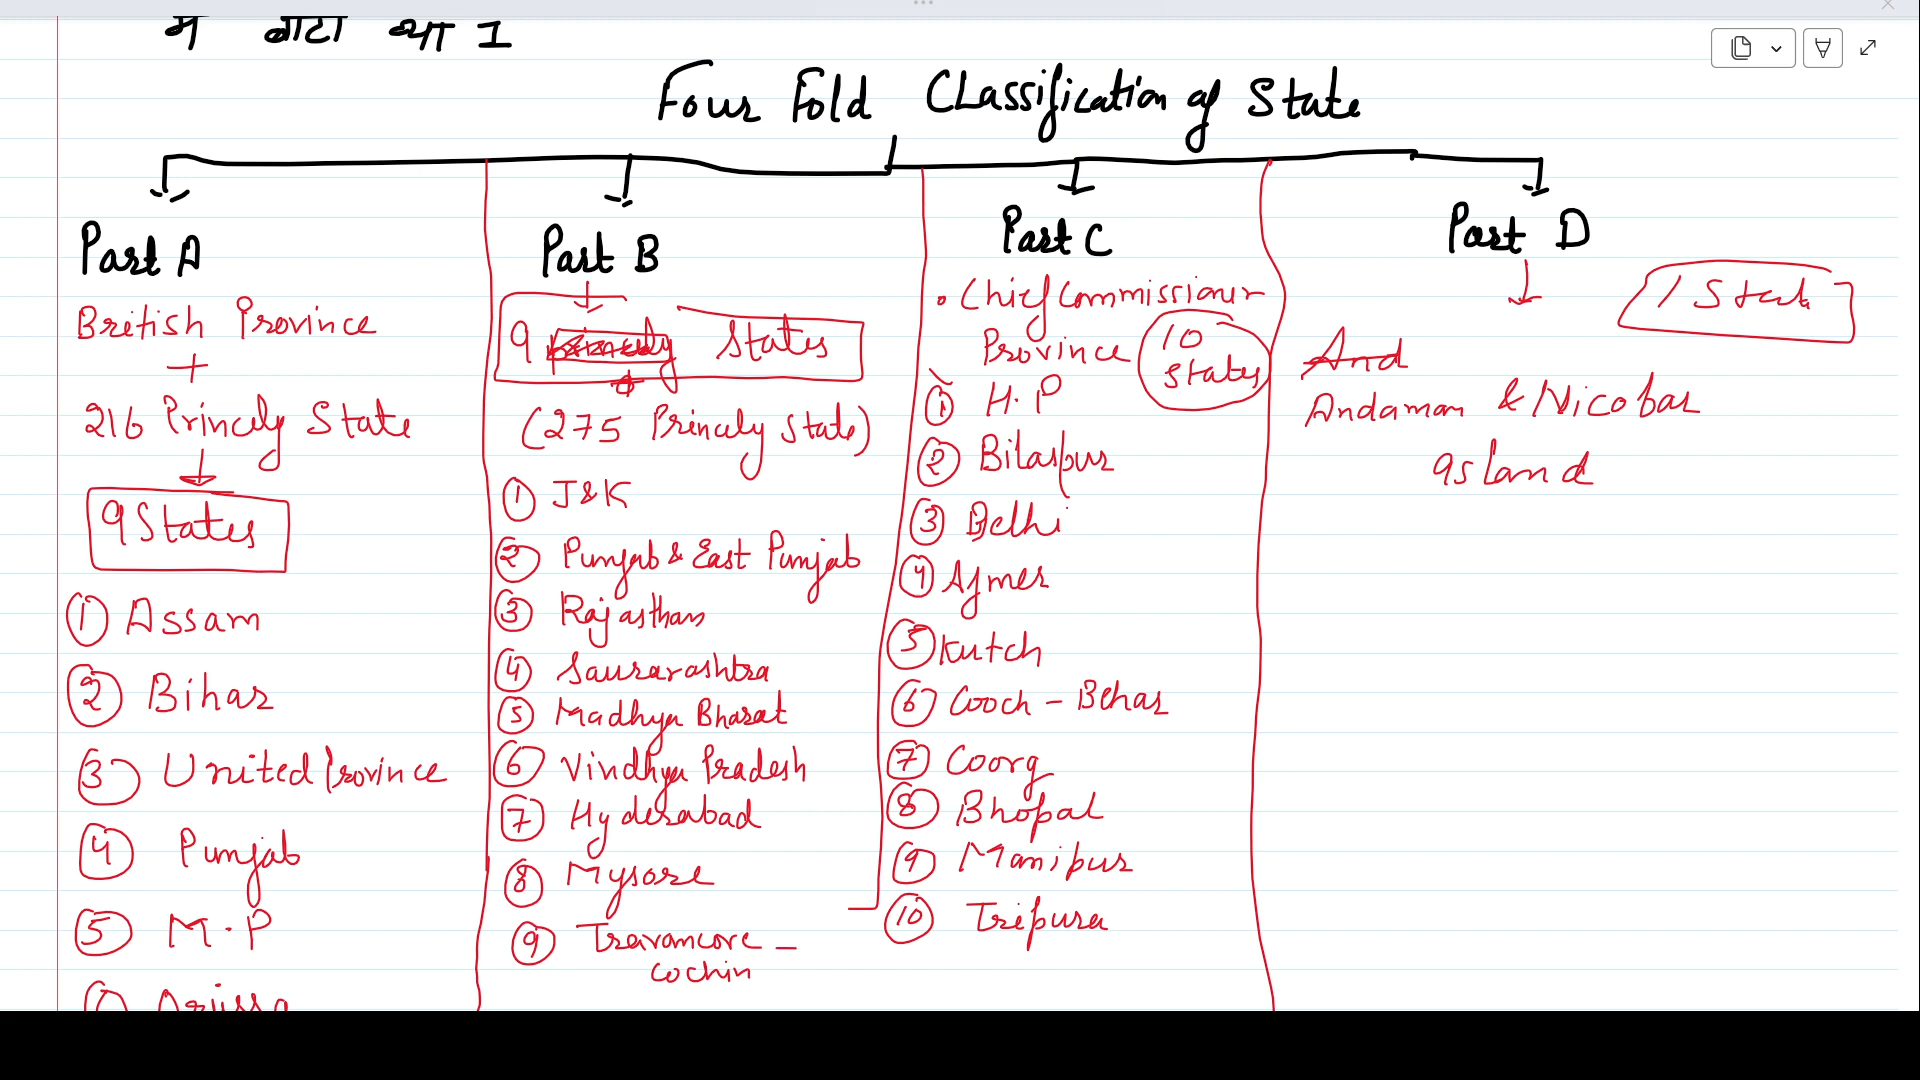 में बाटा था I
Four Fold Classification of State
Part A
British Province
+
216 Princely State
9 States
① Assam
② Bihar
③ United Province
④ Punjab
⑤ M.P
Part B
9 States
(275 Princely State)
① J&K
② Punjab & East Punjab
③ Rajasthan
④ Saurarashtra
⑤ Madhya Bharat
⑥ Vindhya Pradesh
⑦ Hyderabad
⑧ Mysore
⑨ Travancore -
cochin
Part C
• Chief Commissioner
Province
10
states
① H.P
② Bilaspur
③ Delhi
④ Ajmer
⑤ Kutch
⑥ Cooch - Behar
⑦ Coorg
⑧ Bhopal
⑨ Manipur
⑩ Tripura
Part D
1 State
And
Andaman & Nicobar
Island